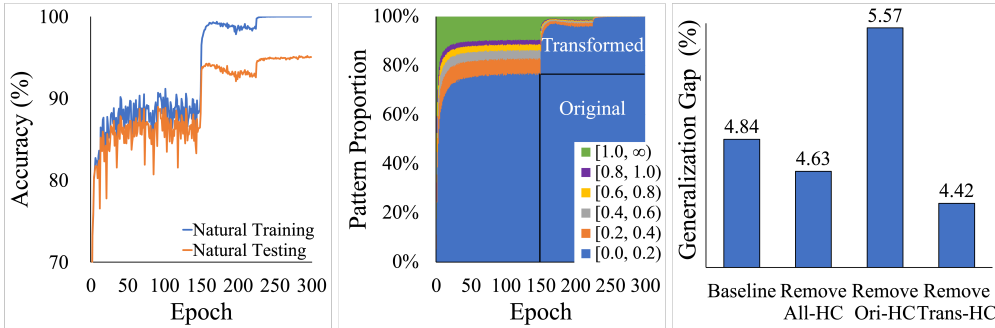 Accuracy (%)
100
90
80
70
Natural Training
Natural Testing
0 50 100 150 200 250 300
Epoch
Pattern Proportion
100%
80%
60%
40%
20%
0%
Transformed
Original
[1.0, ∞)
[0.8, 1.0)
[0.6, 0.8)
[0.4, 0.6)
[0.2, 0.4)
[0.0, 0.2)
0 50 100 150 200 250 300
Epoch
Generalization Gap (%)
4.84
4.63
5.57
4.42
Baseline Remove Remove Remove
All-HC Ori-HC Trans-HC